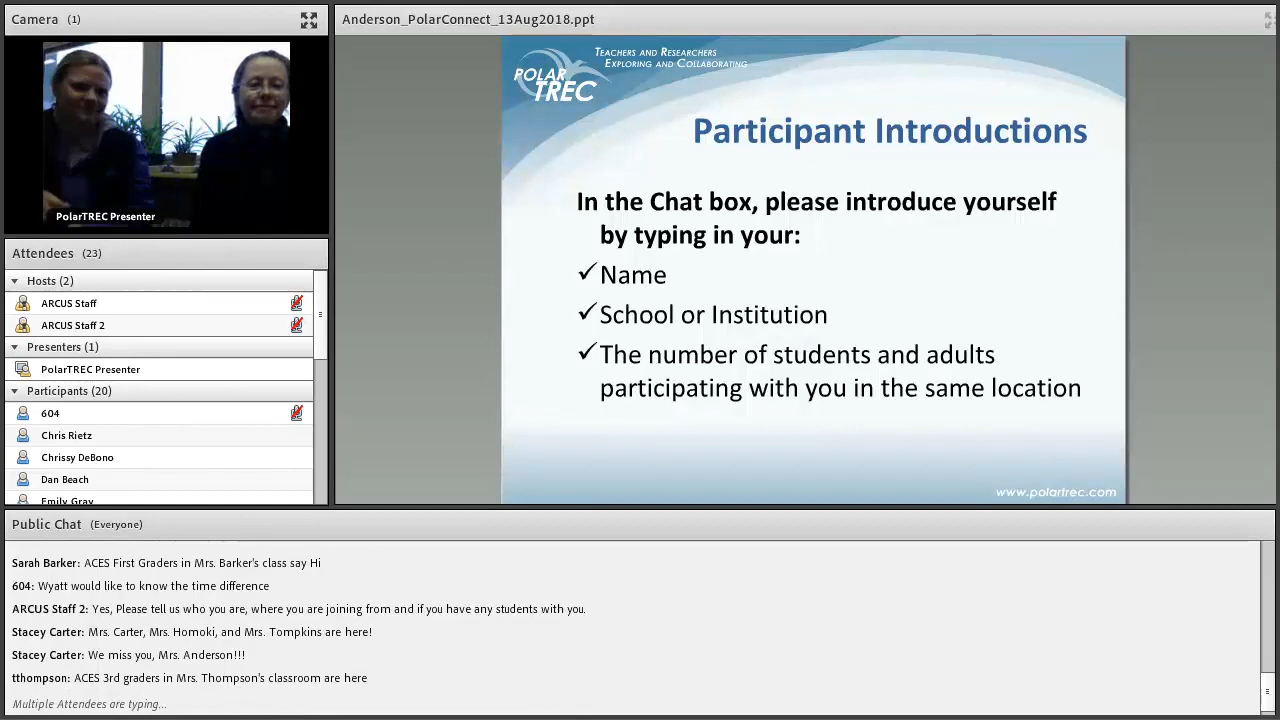 Camera (1)
PolarTREC Presenter
Attendees (23)
Hosts (2)
ARCUS Staff
ARCUS Staff 2
Presenters (1)
PolarTREC Presenter
Participants (20)
604
Chris Rietz
Chrissy DeBono
Dan Beach
Emily Gray
Anderson_PolarConnect_13Aug2018.ppt
TEACHERS AND RESEARCHERS
EXPLORING AND COLLABORATING
POLAR
TREC
Participant Introductions
In the Chat box, please introduce yourself
by typing in your:
✓Name
✓School or Institution
✓The number of students and adults
participating with you in the same location
www.polartrec.com
Public Chat (Everyone)
Sarah Barker: ACES First Graders in Mrs. Barker's class say Hi
604: Wyatt would like to know the time difference
ARCUS Staff 2: Yes, Please tell us who you are, where you are joining from and if you have any students with you.
Stacey Carter: Mrs. Carter, Mrs. Homoki, and Mrs. Tompkins are here!
Stacey Carter: We miss you, Mrs. Anderson!!!
tthompson: ACES 3rd graders in Mrs. Thompson's classroom are here
Multiple Attendees are typing...